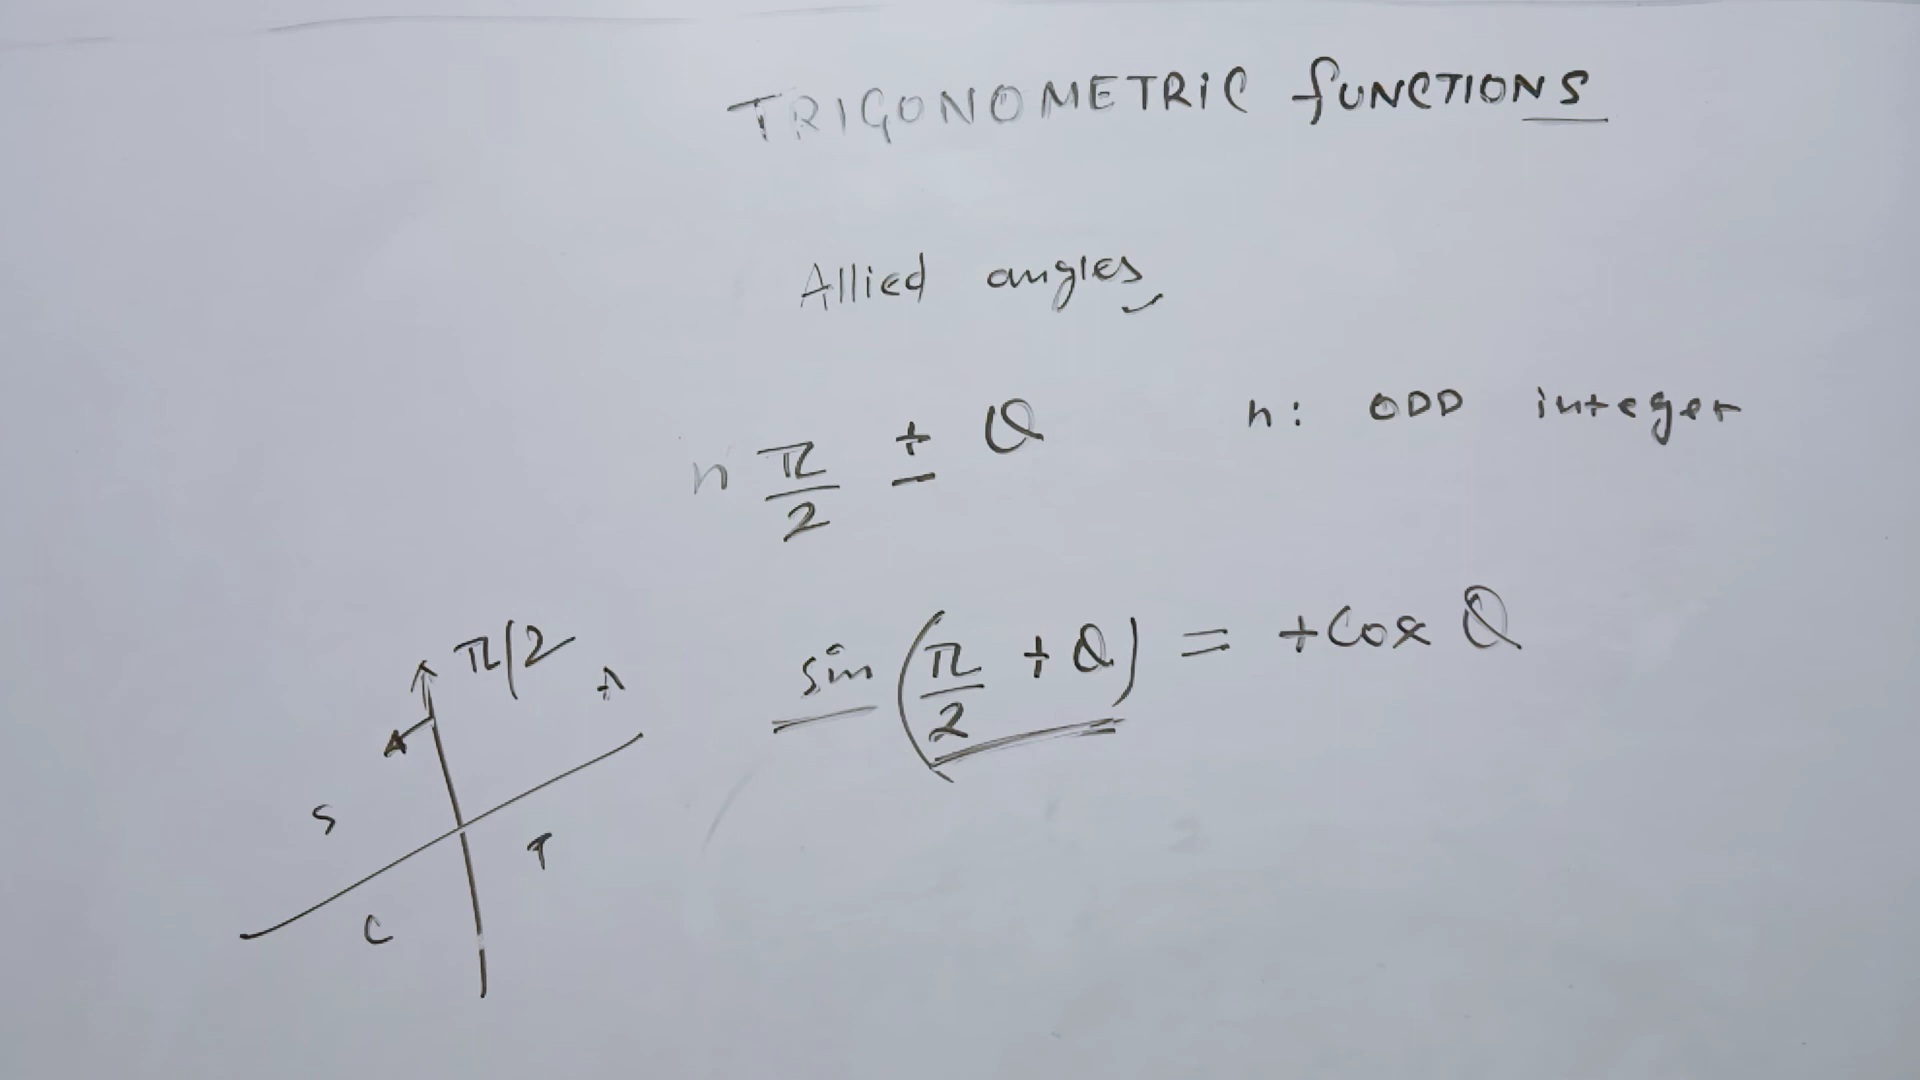 TRIGONOMETRIC fUNCTIONS
Allied angles
n π/2 ± θ n: ODD integer
sin (π/2 + θ) = +Cos θ
π/2
A
S
T
C